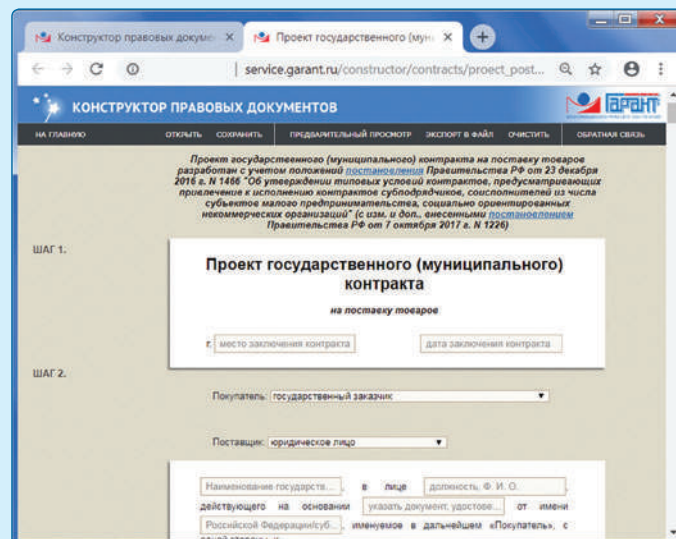 Конструктор правовых докумен
Проект государственного (муни
service.garant.ru/constructor/contracts/proect_post...
КОНСТРУКТОР ПРАВОВЫХ ДОКУМЕНТОВ
ГАРАНТ
НА ГЛАВНУЮ ОТКРЫТЬ СОХРАНИТЬ ПРЕДВАРИТЕЛЬНЫЙ ПРОСМОТР ЭКСПОРТ В ФАЙЛ ОЧИСТИТЬ ОБРАТНАЯ СВЯЗЬ
Проект государственного (муниципального) контракта на поставку товаров
разработан с учетом положений постановления Правительства РФ от 23 декабря
2016 г. N 1466 "Об утверждении типовых условий контрактов, предусматривающих
привлечение к исполнению контрактов субподрядчиков, соисполнителей из числа
субъектов малого предпринимательства, социально ориентированных
некоммерческих организаций" (с изм. и доп., внесенными постановлением
Правительства РФ от 7 октября 2017 г. N 1226)
ШАГ 1.
Проект государственного (муниципального)
контракта
на поставку товаров
г. место заключения контракта дата заключения контракта
ШАГ 2.
Покупатель: государственный заказчик
Поставщик: юридическое лицо
Наименование государств... , в лице должность, Ф. И. О. ,
действующего на основании указать документ, удостове... от имени
Российской Федерации/суб... , именуемое в дальнейшем «Покупатель», с